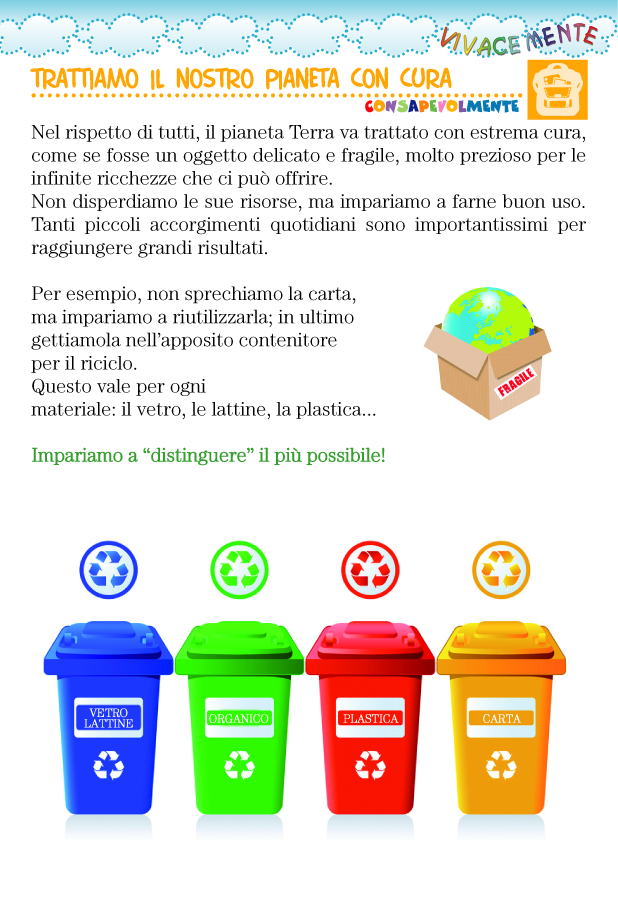 VIVACEMENTE
TRATTIAMO IL NOSTRO PIANETA CON CURA
CONSAPEVOLMENTE
Nel rispetto di tutti, il pianeta Terra va trattato con estrema cura,
come se fosse un oggetto delicato e fragile, molto prezioso per le
infinite ricchezze che ci può offrire.
Non disperdiamo le sue risorse, ma impariamo a farne buon uso.
Tanti piccoli accorgimenti quotidiani sono importantissimi per
raggiungere grandi risultati.
Per esempio, non sprechiamo la carta,
ma impariamo a riutilizzarla; in ultimo
gettiamola nell'apposito contenitore
per il riciclo.
Questo vale per ogni
materiale: il vetro, le lattine, la plastica...
FRAGILE
Impariamo a “distinguere” il più possibile!
VETRO
LATTINE
ORGANICO
PLASTICA
CARTA